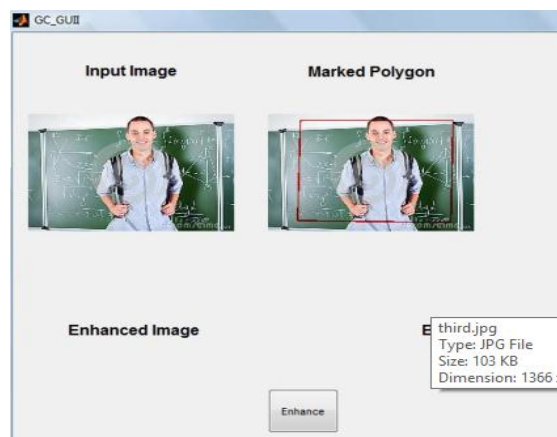 GC_GUII
Input Image
Marked Polygon
Enhanced Image
third.jpg
Type: JPG File
Size: 103 KB
Dimension: 1366
Enhance